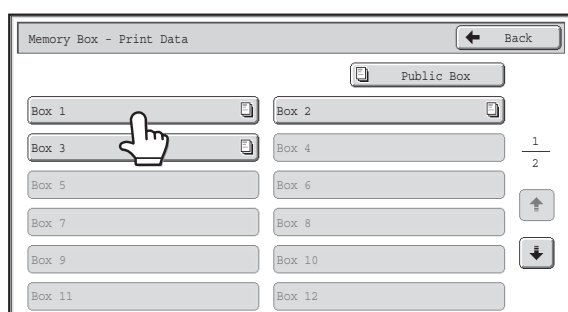 Memory Box - Print Data
Back
Public Box
Box 1
Box 2
Box 3
Box 4
1
2
Box 5
Box 6
Box 7
Box 8
Box 9
Box 10
Box 11
Box 12